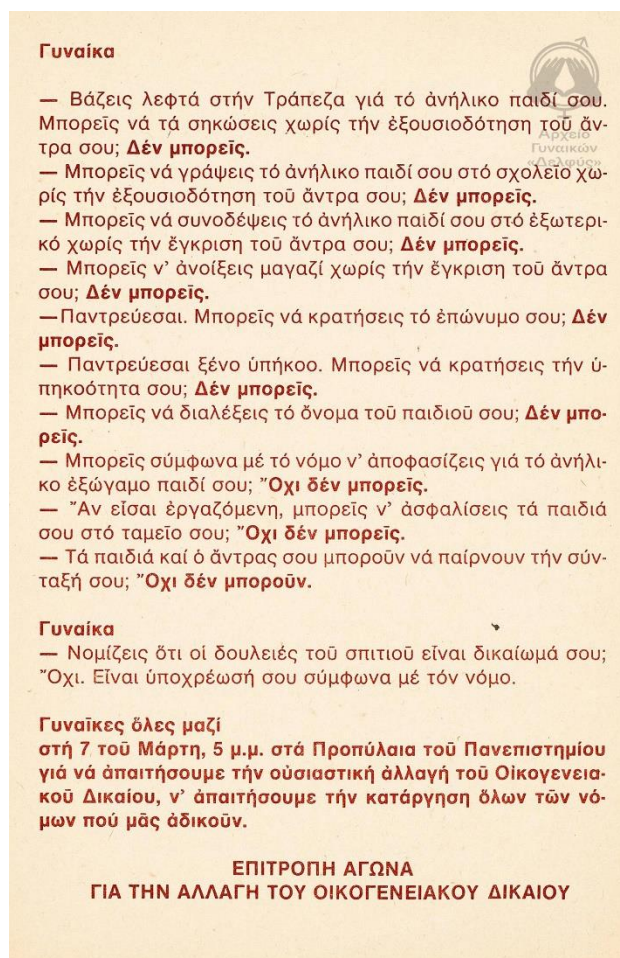 Γυναίκα
— Βάζεις λεφτά στήν Τράπεζα γιά τό ἀνήλικο παιδί σου.
Μπορεῖς νά τά σηκώσεις χωρίς τήν ἐξουσιοδότηση τοῦ ἄν-
τρα σου; Δέν μπορεῖς.
— Μπορεῖς νά γράψεις τό ἀνήλικο παιδί σου στό σχολεῖο χω-
ρίς τήν ἐξουσιοδότηση τοῦ ἄντρα σου; Δέν μπορεῖς.
— Μπορεῖς νά συνοδέψεις τό ἀνήλικο παιδί σου στό ἐξωτερι-
κό χωρίς τήν ἔγκριση τοῦ ἄντρα σου; Δέν μπορεῖς.
— Μπορεῖς ν' ἀνοίξεις μαγαζί χωρίς τήν ἔγκριση τοῦ ἄντρα
σου; Δέν μπορεῖς.
—Παντρεύεσαι. Μπορεῖς νά κρατήσεις τό ἐπώνυμο σου; Δέν
μπορεῖς.
— Παντρεύεσαι ξένο ὑπήκοο. Μπορεῖς νά κρατήσεις τήν ὑ-
πηκοότητα σου; Δέν μπορεῖς.
— Μπορεῖς νά διαλέξεις τό ὄνομα τοῦ παιδιοῦ σου; Δέν μπο-
ρεῖς.
— Μπορεῖς σύμφωνα μέ τό νόμο ν' ἀποφασίζεις γιά τό ἀνήλι-
κο ἐξώγαμο παιδί σου; Ὄχι δέν μπορεῖς.
— Ἄν εἶσαι ἐργαζόμενη, μπορεῖς ν' ἀσφαλίσεις τά παιδιά
σου στό ταμεῖο σου; Ὄχι δέν μπορεῖς.
— Τά παιδιά καί ὁ ἄντρας σου μποροῦν νά παίρνουν τήν σύν-
ταξή σου; Ὄχι δέν μποροῦν.
Γυναίκα
— Νομίζεις ὅτι οἱ δουλειές τοῦ σπιτιοῦ εἶναι δικαίωμά σου;
Ὄχι. Εἶναι ὑποχρέωσή σου σύμφωνα μέ τόν νόμο.
Γυναῖκες ὅλες μαζί
στή 7 τοῦ Μάρτη, 5 μ.μ. στά Προπύλαια τοῦ Πανεπιστημίου
γιά νά ἀπαιτήσουμε τήν οὐσιαστική ἀλλαγή τοῦ Οἰκογενεια-
κοῦ Δικαίου, ν' ἀπαιτήσουμε τήν κατάργηση ὅλων τῶν νό-
μων πού μᾶς ἀδικοῦν.
ΕΠΙΤΡΟΠΗ ΑΓΩΝΑ
ΓΙΑ ΤΗΝ ΑΛΛΑΓΗ ΤΟΥ ΟΙΚΟΓΕΝΕΙΑΚΟΥ ΔΙΚΑΙΟΥ
Αρχείο
Γυναικών
«Δελφύς»